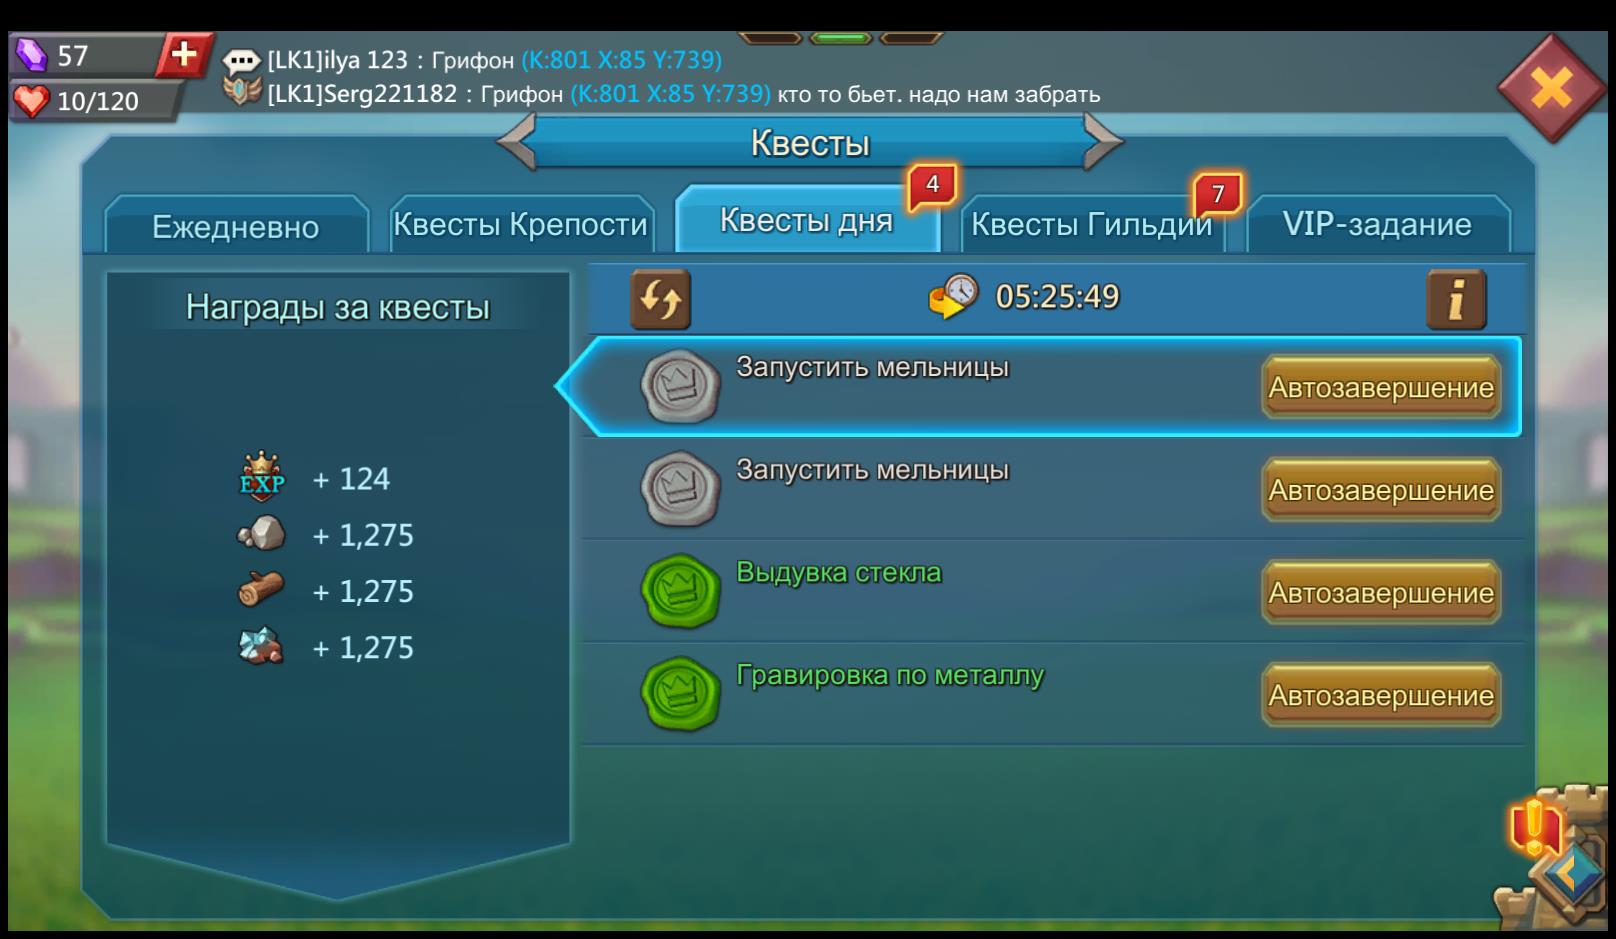 57
[LK1]ilya 123 : Грифон (K:801 X:85 Y:739)
10/120
[LK1]Serg221182 : Грифон (K:801 X:85 Y:739) кто то бьет. надо нам забрать
Квесты
Ежедневно
Квесты Крепости
Квесты дня
4
Квесты Гильдии
7
VIP-задание
Награды за квесты
05:25:49
Запустить мельницы
Автозавершение
Запустить мельницы
Автозавершение
Выдувка стекла
Автозавершение
Гравировка по металлу
Автозавершение
EXP + 124
+ 1,275
+ 1,275
+ 1,275